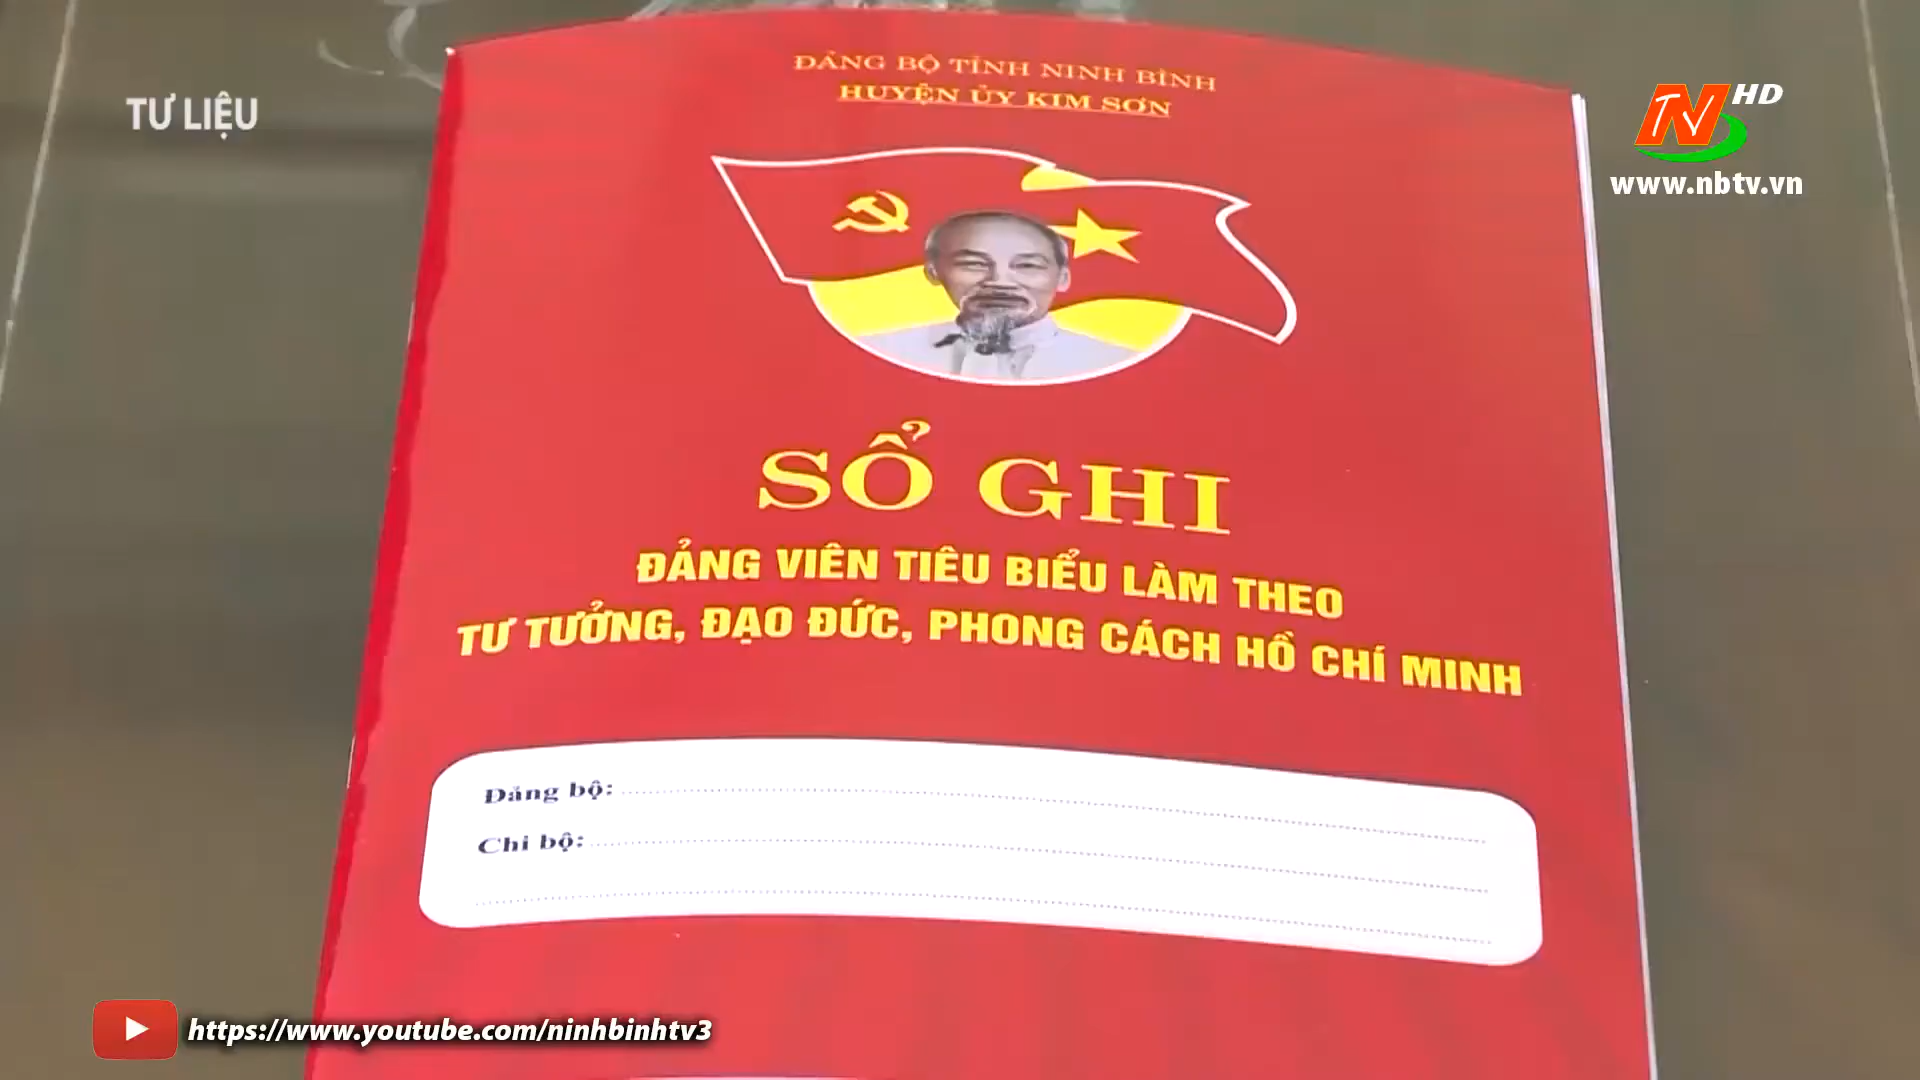 TƯ LIỆU
HD
www.nbtv.vn
ĐẢNG BỘ TỈNH NINH BÌNH
HUYỆN ỦY KIM SƠN
SỔ GHI
ĐẢNG VIÊN TIÊU BIỂU LÀM THEO
TƯ TƯỞNG, ĐẠO ĐỨC, PHONG CÁCH HỒ CHÍ MINH
Đảng bộ:
Chi bộ:
https://www.youtube.com/ninhbinhtv3